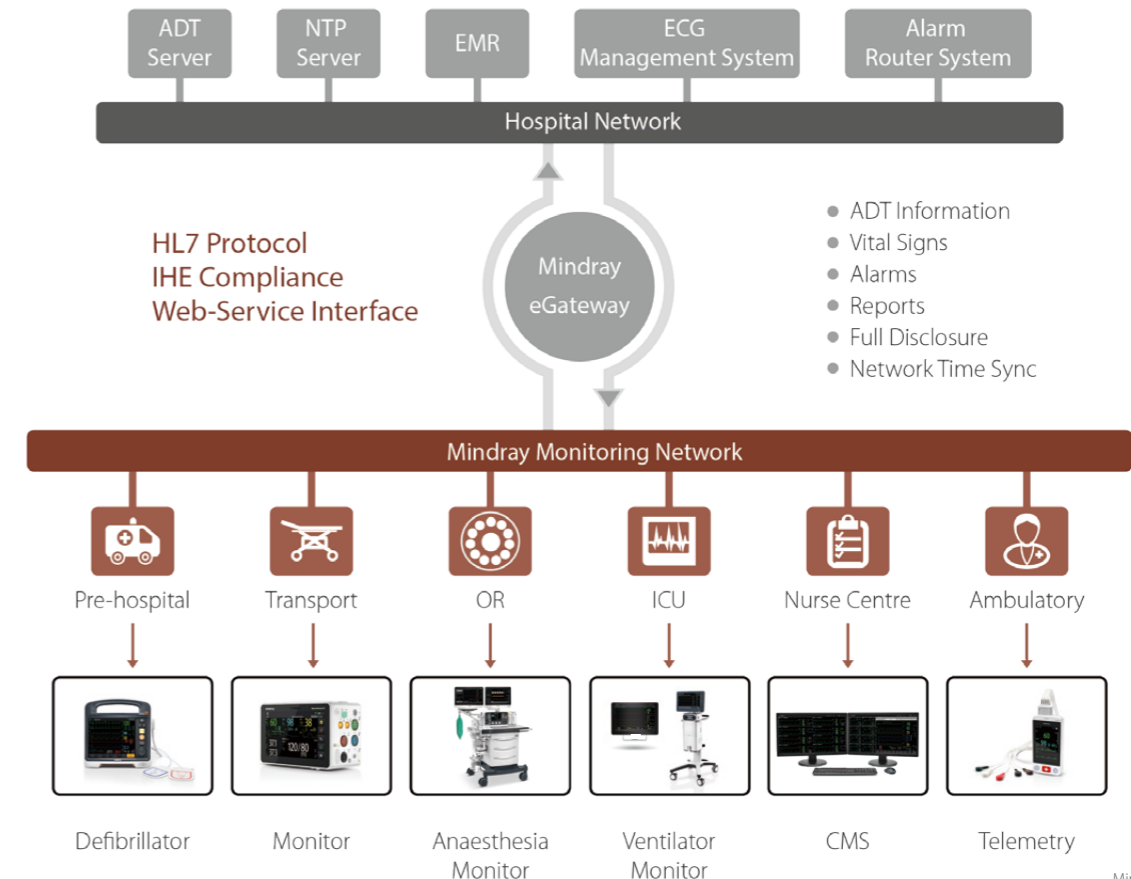 ADT
Server
NTP
Server
EMR
ECG
Management System
Alarm
Router System
Hospital Network
HL7 Protocol
IHE Compliance
Web-Service Interface
Mindray
eGateway
ADT Information
Vital Signs
Alarms
Reports
Full Disclosure
Network Time Sync
Mindray Monitoring Network
Pre-hospital
Transport
OR
ICU
Nurse Centre
Ambulatory
120/80
Defibrillator
Monitor
Anaesthesia
Monitor
Ventilator
Monitor
CMS
Telemetry